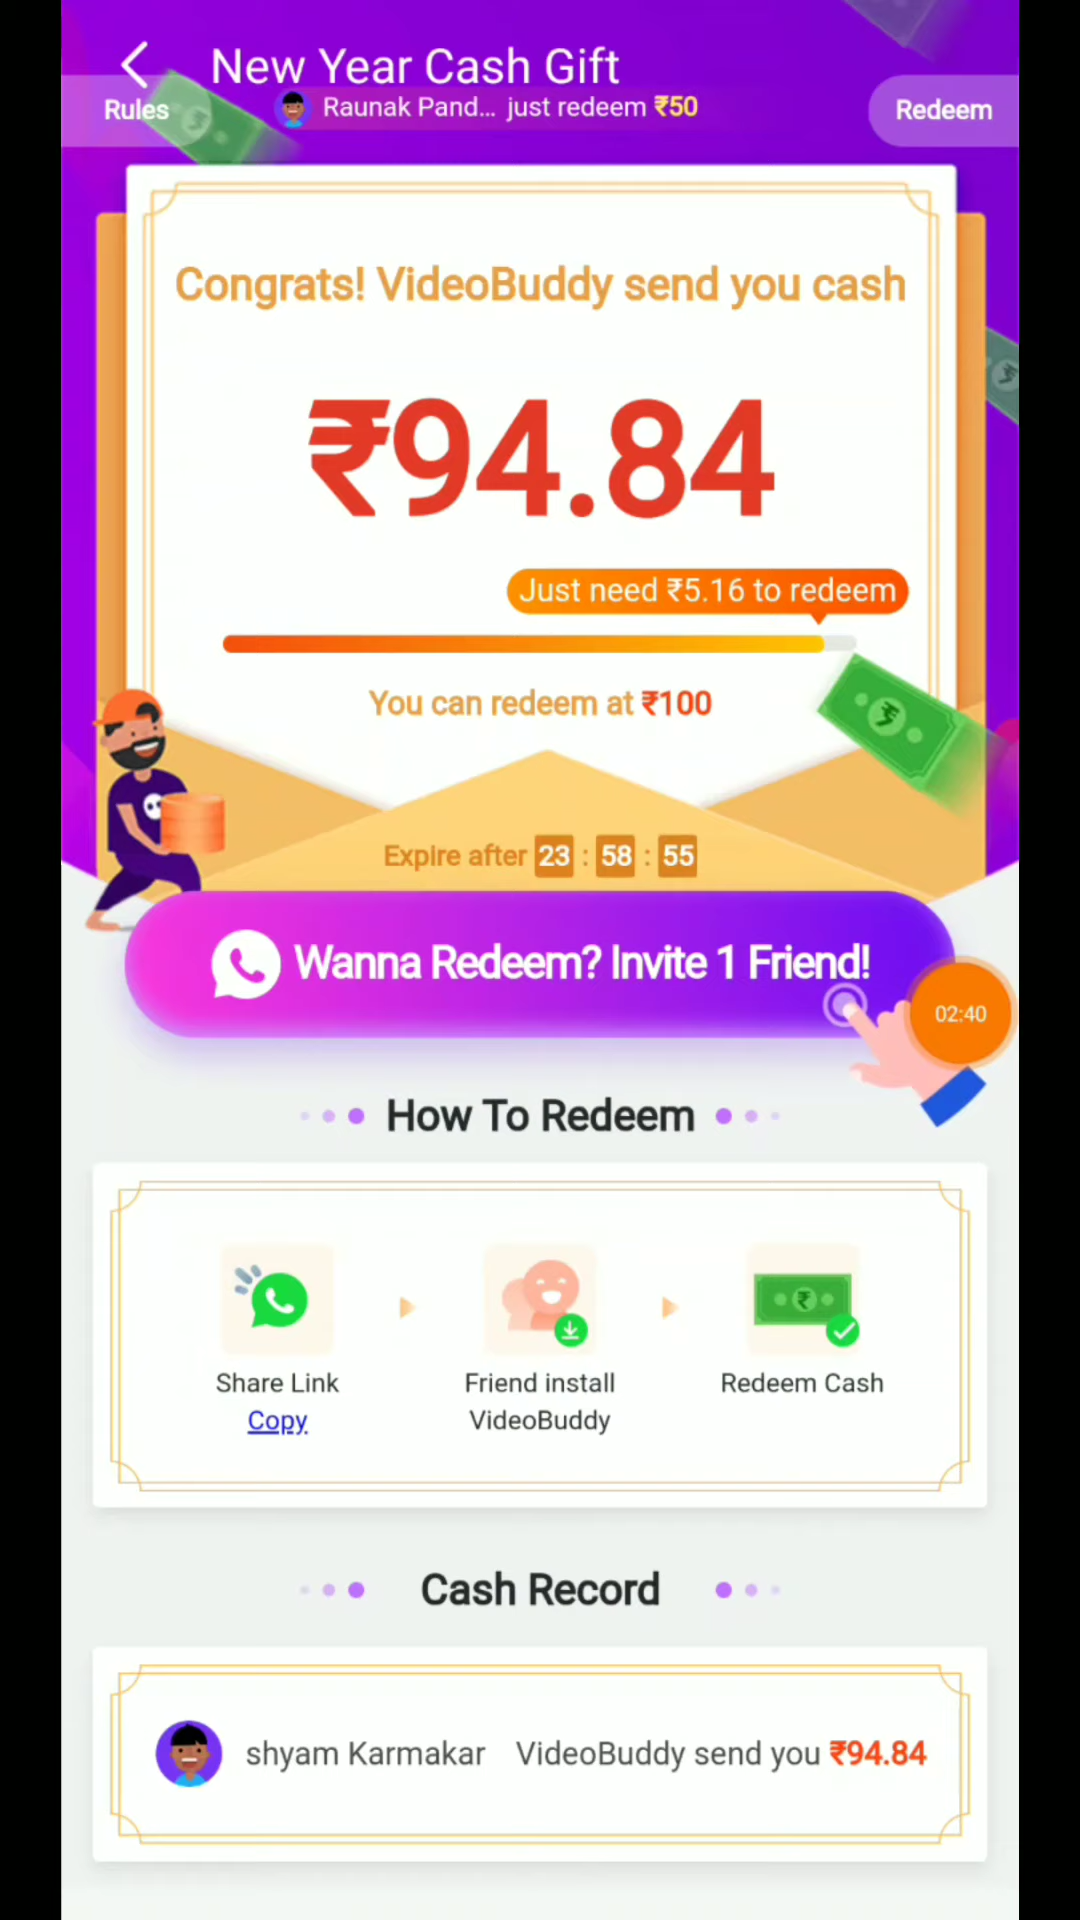 New Year Cash Gift
Rules
Raunak Pand... just redeem ₹50
Redeem
Congrats! VideoBuddy send you cash
₹94.84
Just need ₹5.16 to redeem
You can redeem at ₹100
Expire after 23 : 58 : 55
Wanna Redeem? Invite 1 Friend!
02:40
How To Redeem
Share Link
Copy
Friend install
VideoBuddy
Redeem Cash
Cash Record
shyam Karmakar VideoBuddy send you ₹94.84